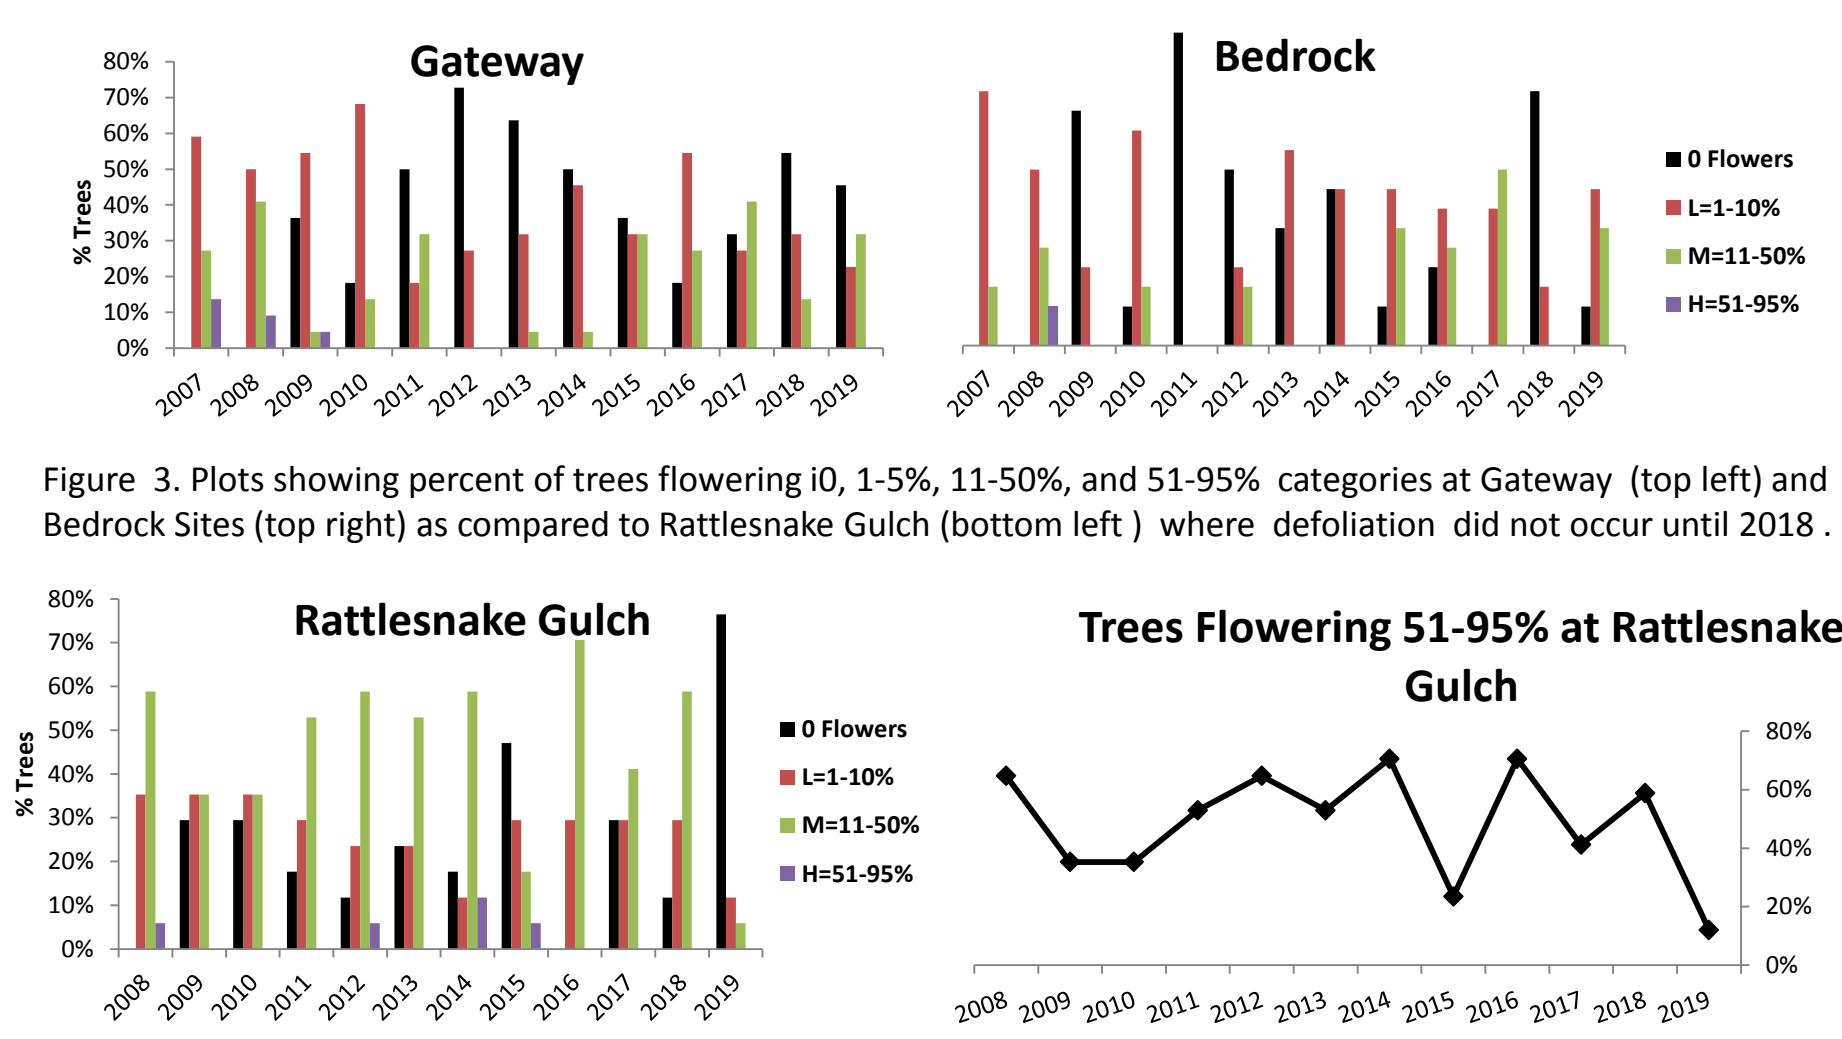 Gateway
80%
70%
60%
50%
40%
30%
20%
10%
0%
% Trees
2007 2008 2009 2010 2011 2012 2013 2014 2015 2016 2017 2018 2019
Bedrock
2007 2008 2009 2010 2011 2012 2013 2014 2015 2016 2017 2018 2019
0 Flowers
L=1-10%
M=11-50%
H=51-95%
Figure 3. Plots showing percent of trees flowering i0, 1-5%, 11-50%, and 51-95% categories at Gateway (top left) and
Bedrock Sites (top right) as compared to Rattlesnake Gulch (bottom left ) where defoliation did not occur until 2018 .
Rattlesnake Gulch
80%
70%
60%
50%
40%
30%
20%
10%
0%
% Trees
2008 2009 2010 2011 2012 2013 2014 2015 2016 2017 2018 2019
0 Flowers
L=1-10%
M=11-50%
H=51-95%
Trees Flowering 51-95% at Rattlesnake
Gulch
80%
60%
40%
20%
0%
2008 2009 2010 2011 2012 2013 2014 2015 2016 2017 2018 2019